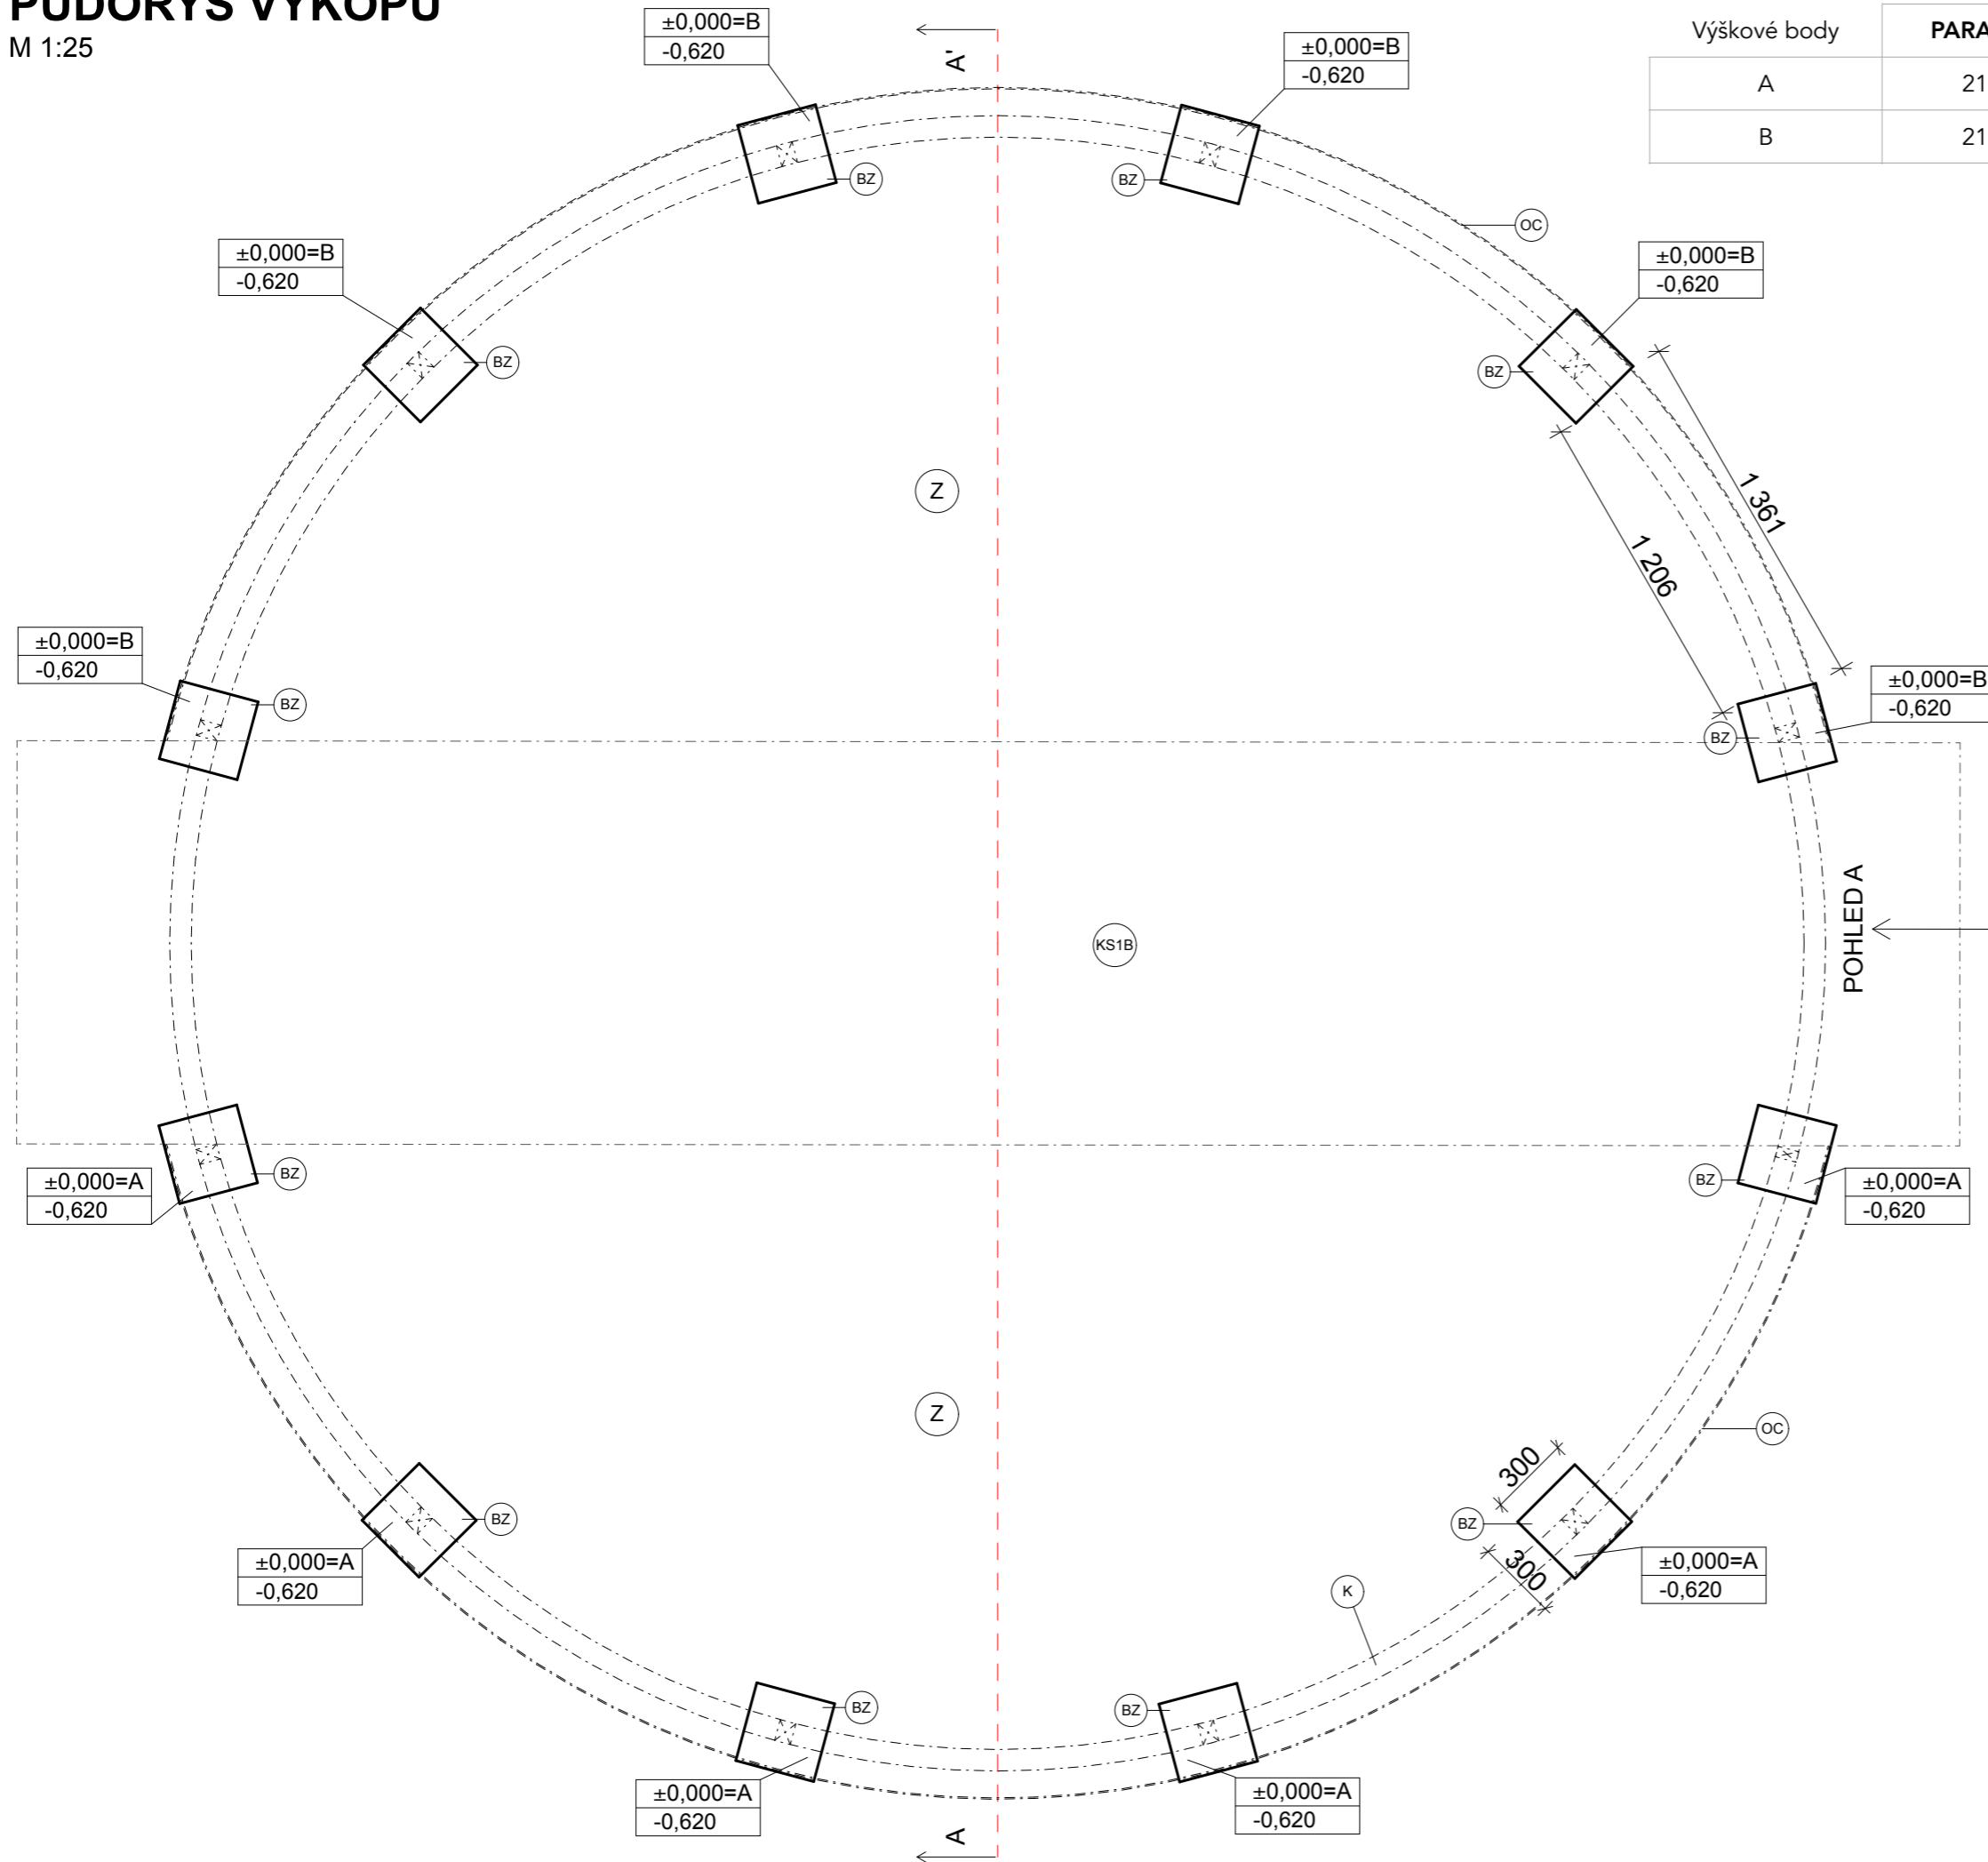 PŮDORYS VÝKOPU
M 1:25
Výškové body
A
B
A'
±0,000=B
-0,620
±0,000=B
-0,620
BZ
BZ
OC
±0,000=B
-0,620
±0,000=B
-0,620
BZ
BZ
Z
1 361
1 206
±0,000=B
-0,620
±0,000=B
-0,620
BZ
BZ
KS1B
POHLED A
±0,000=A
-0,620
BZ
BZ
±0,000=A
-0,620
Z
OC
300
300
BZ
BZ
±0,000=A
-0,620
±0,000=A
-0,620
K
BZ
BZ
±0,000=A
-0,620
±0,000=A
-0,620
A